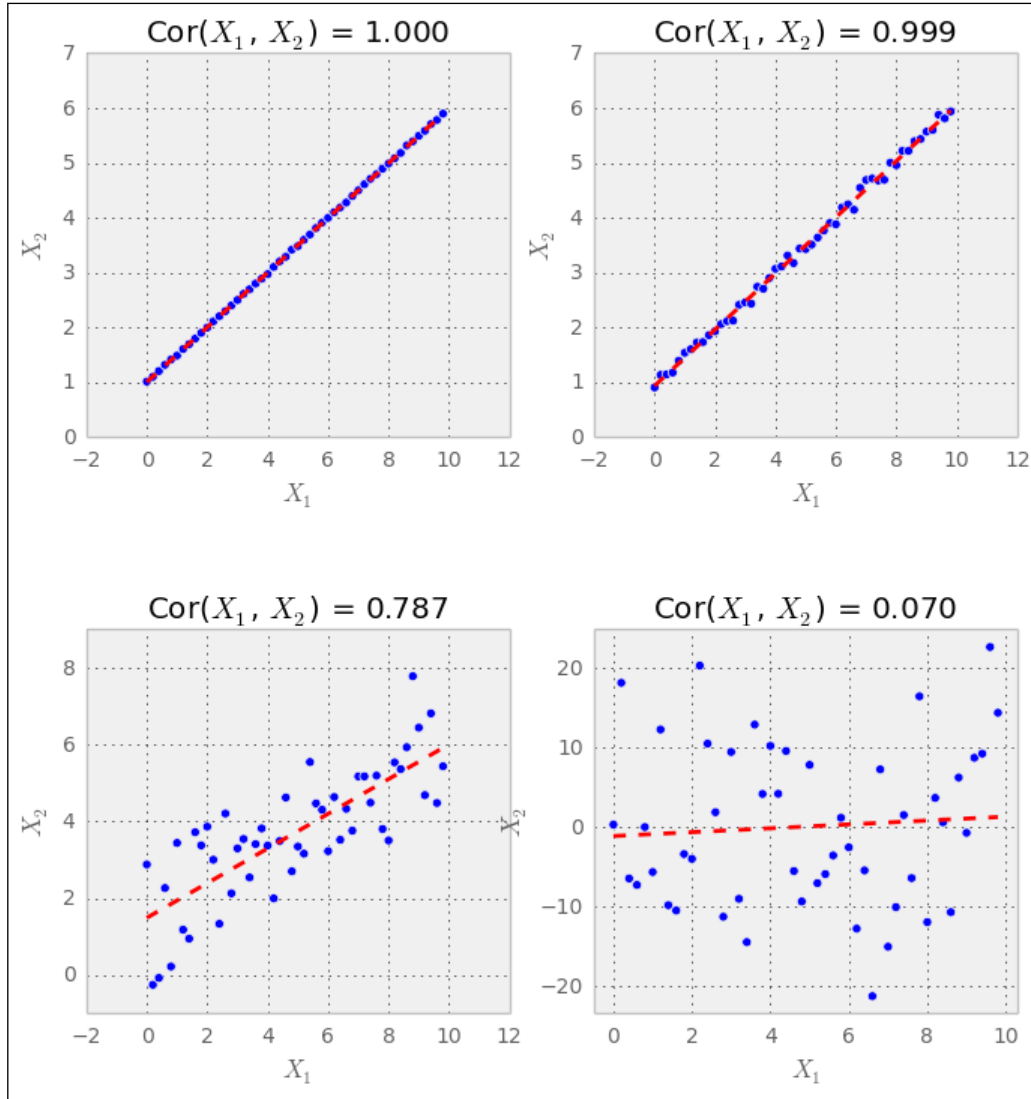 Cor(X₁, X₂) = 1.000
7
6
5
4
3
2
1
0
X₂
−2 0 2 4 6 8 10 12
X₁
Cor(X₁, X₂) = 0.999
7
6
5
4
3
2
1
0
X₂
−2 0 2 4 6 8 10 12
X₁
Cor(X₁, X₂) = 0.787
8
6
4
2
0
X₂
−2 0 2 4 6 8 10 12
X₁
Cor(X₁, X₂) = 0.070
20
10
0
−10
−20
X₂
0 2 4 6 8 10
X₁